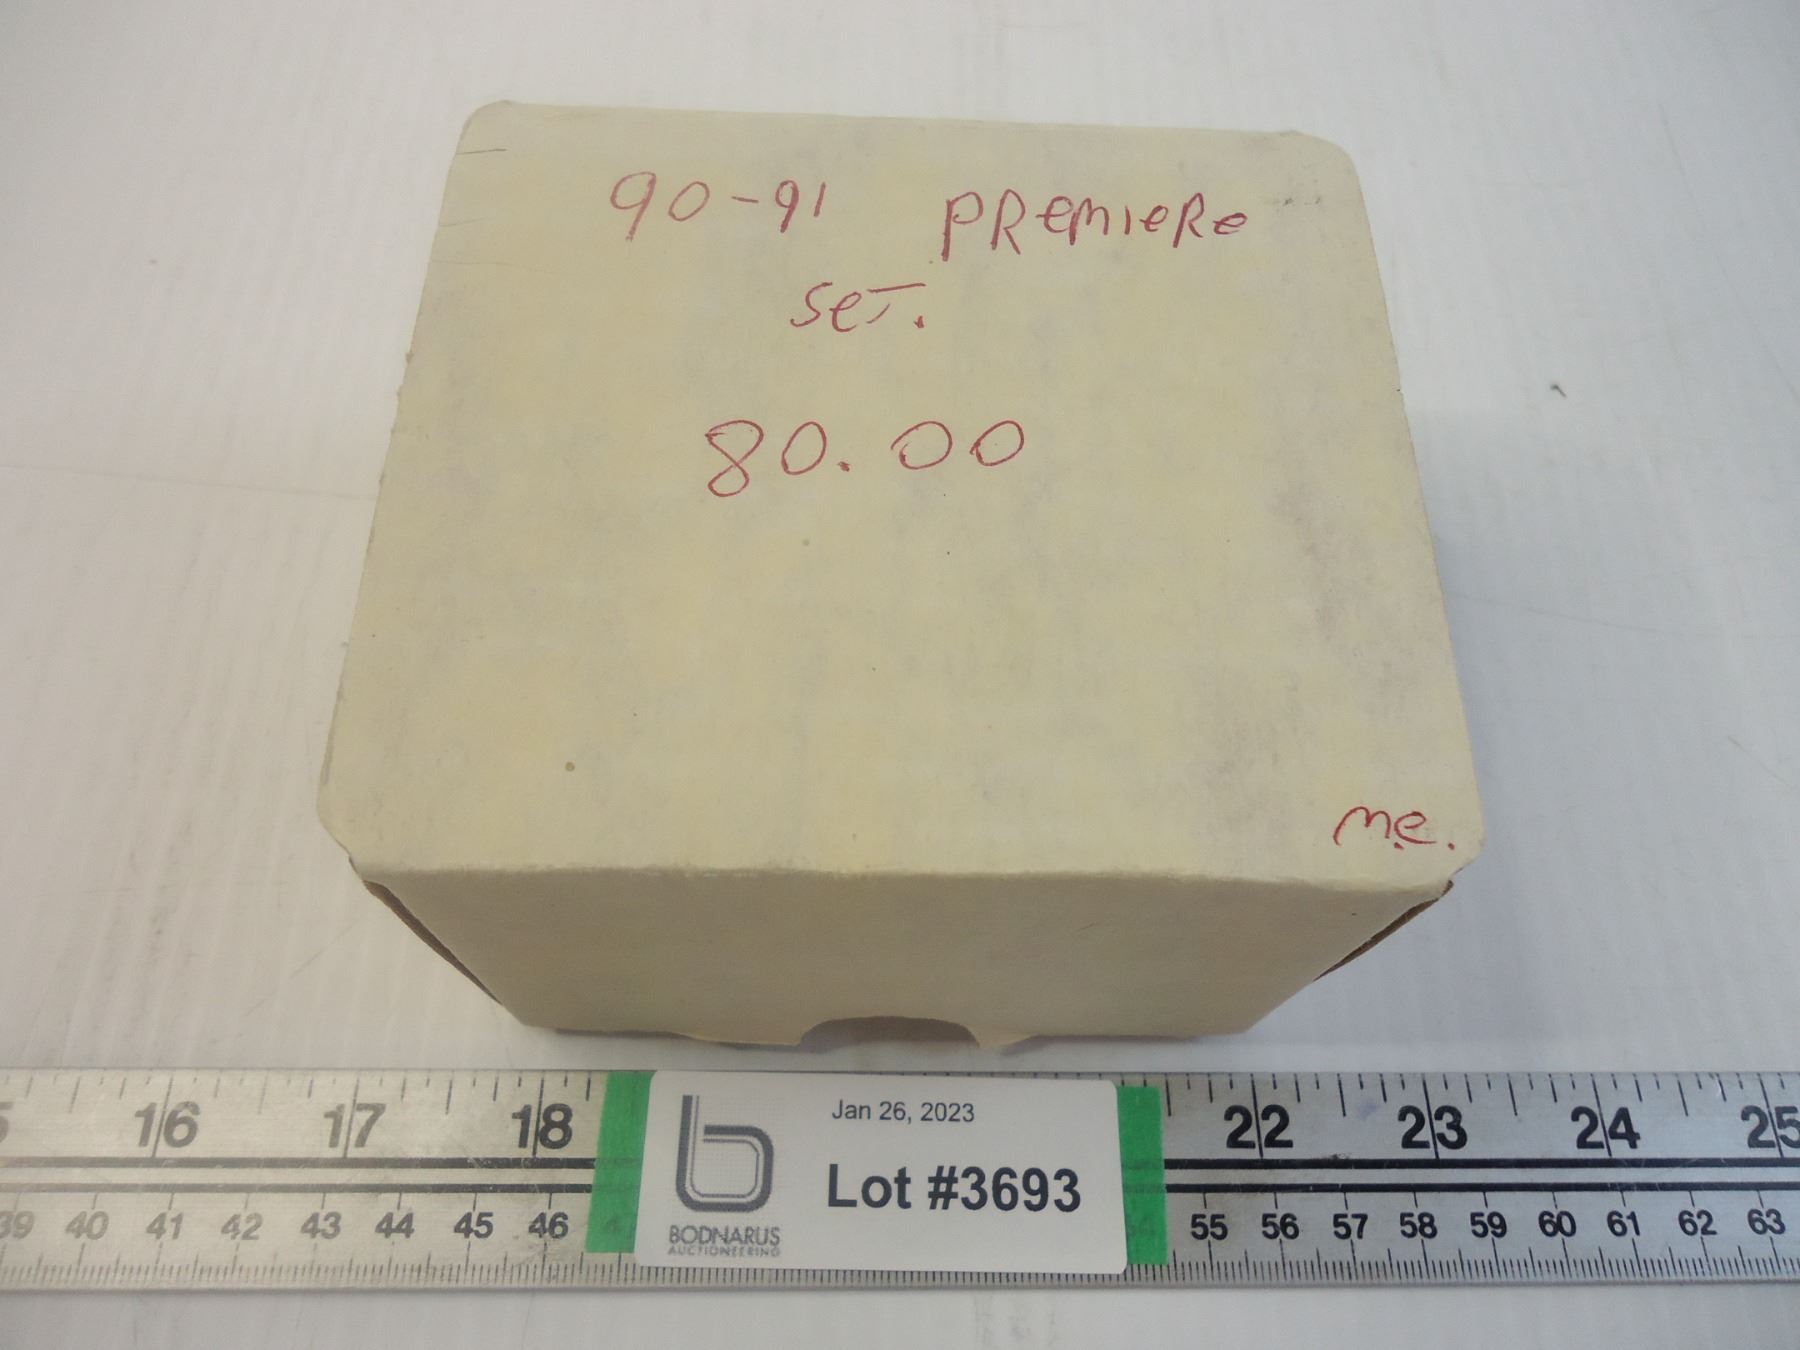 90-91 PREMIERE
SET.
80.00
M.E.
16 17 18 22 23 24 25
Jan 26, 2023
Lot #3693
BODNARUS
AUCTIONEERING
39 40 41 42 43 44 45 46 55 56 57 58 59 60 61 62 63